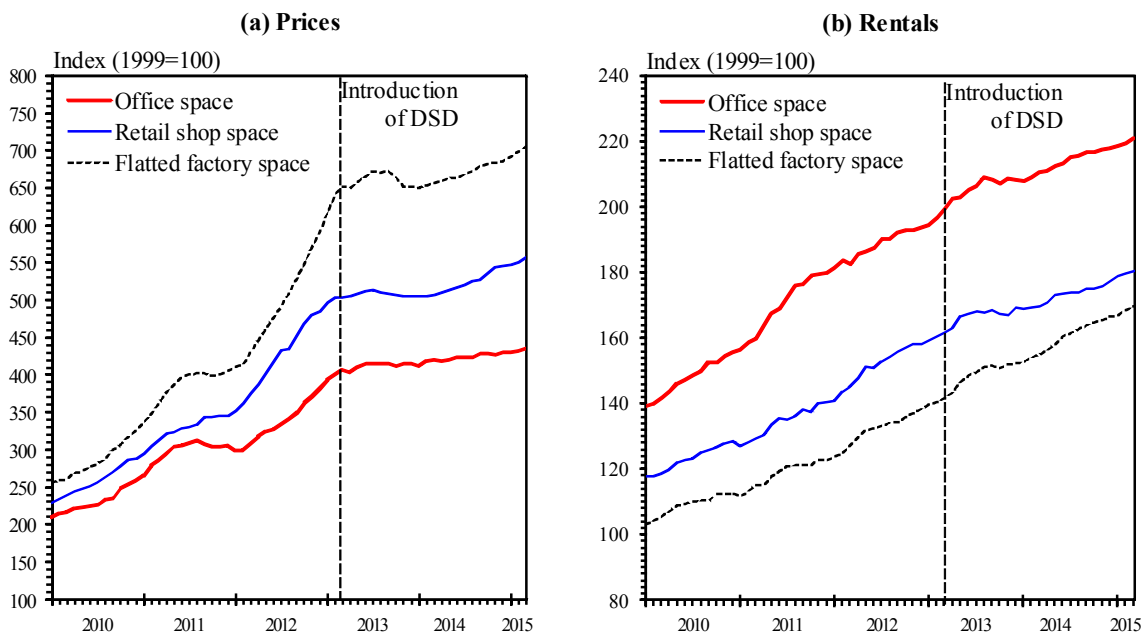 (a) Prices
Index (1999=100)
800
700
650
600
550
500
450
400
350
300
250
200
150
100
Office space
Retail shop space
Flatted factory space
Introduction
of DSD
2010 2011 2012 2013 2014 2015
(b) Rentals
Index (1999=100)
240
220
200
180
160
140
120
100
80
Office space
Retail shop space
Flatted factory space
Introduction
of DSD
2010 2011 2012 2013 2014 2015